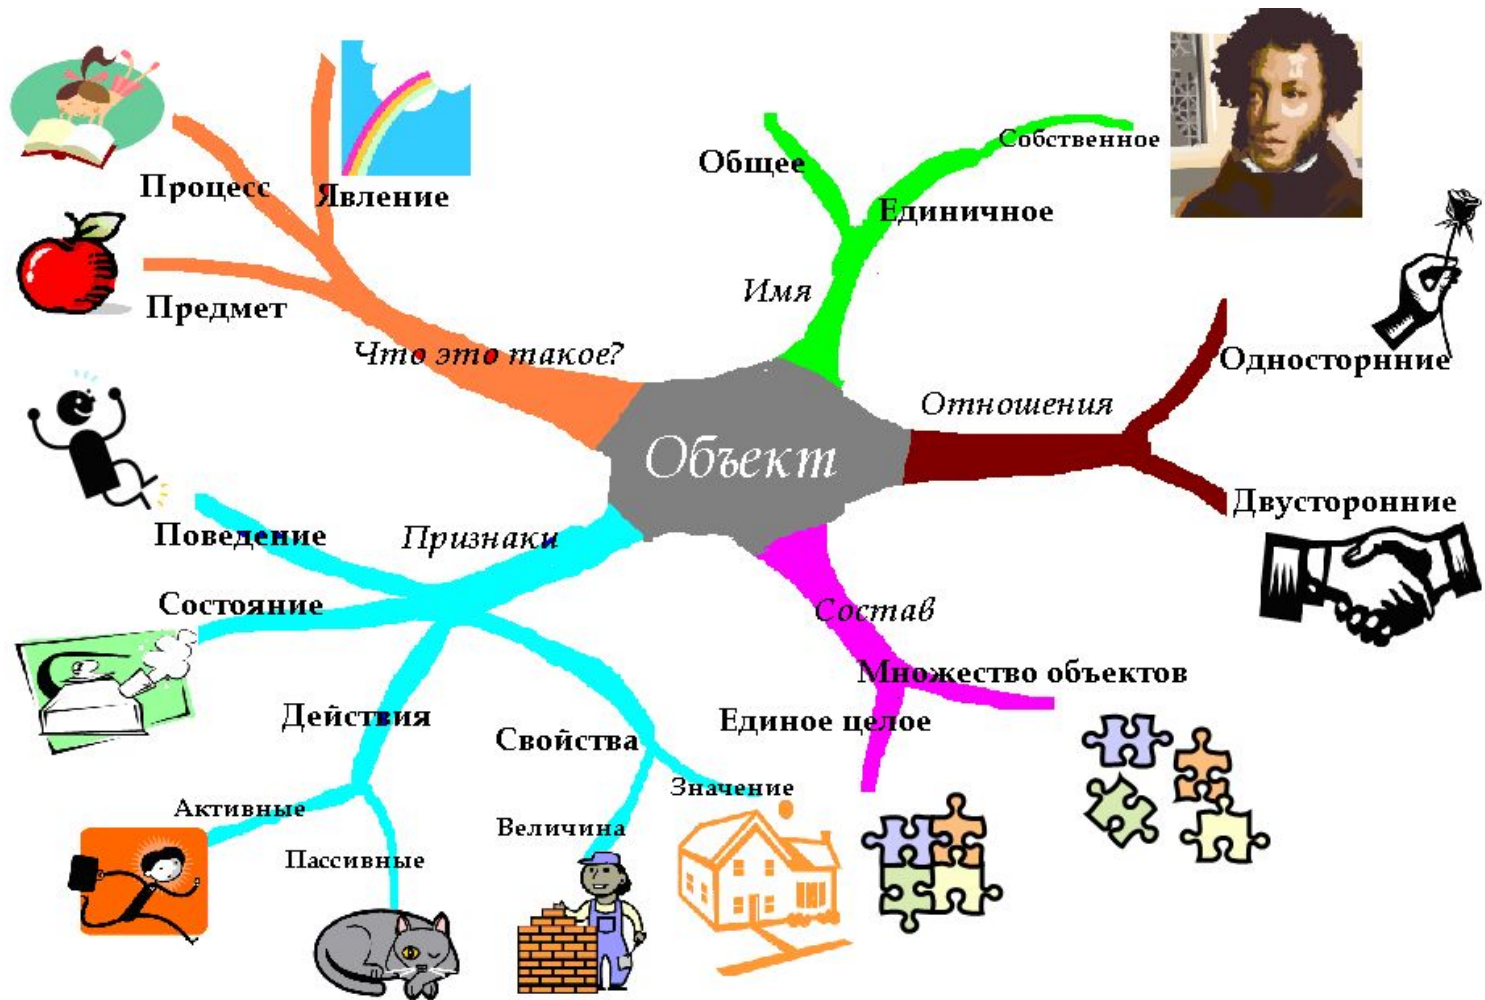 Процесс
Явление
Предмет
Что это такое?
Общее
Собственное
Единичное
Имя
Отношения
Односторнние
Двусторонние
Объект
Поведение
Признаки
Состояние
Действия
Активные
Пассивные
Свойства
Величина
Значение
Состав
Множество объектов
Единое целое